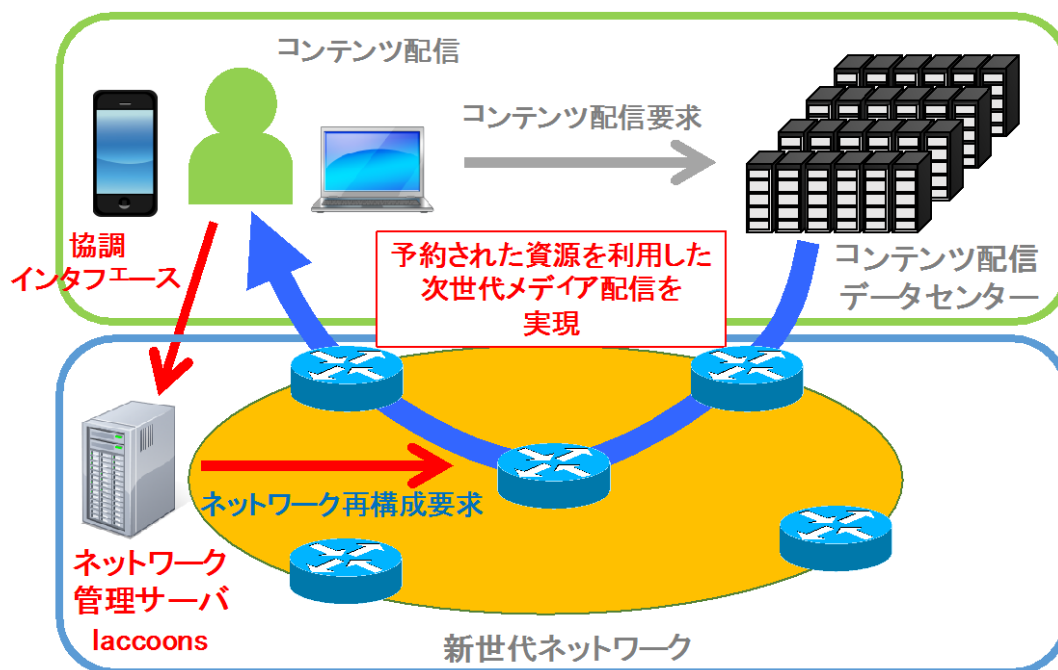 コンテンツ配信
コンテンツ配信要求
協調
インタフエース
予約された資源を利用した
次世代メディア配信を
実現
コンテンツ配信
データセンター
ネットワーク再構成要求
ネットワーク
管理サーバ
laccoons
新世代ネットワーク